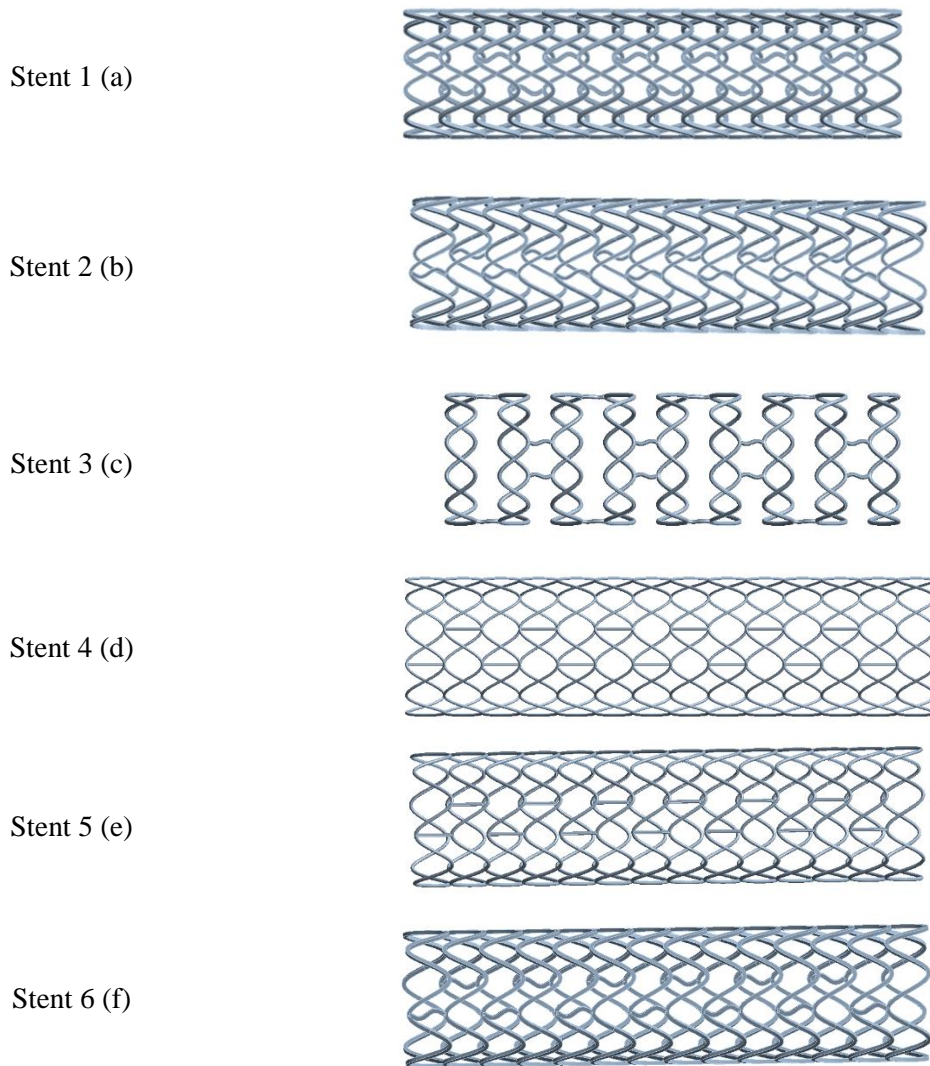 Stent 1 (a)
Stent 2 (b)
Stent 3 (c)
Stent 4 (d)
Stent 5 (e)
Stent 6 (f)